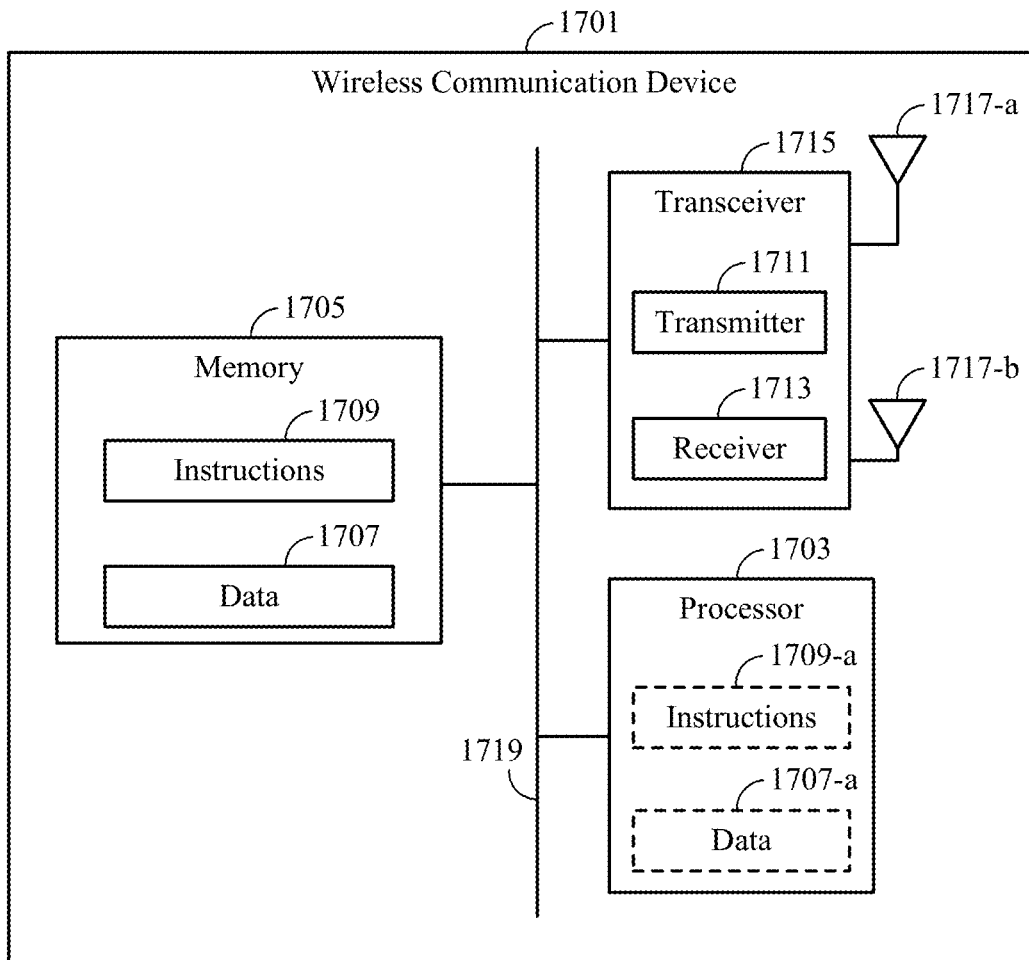 1701
Wireless Communication Device
1717-a
1715
Transceiver
1711
Transmitter
1705
Memory
1717-b
1713
Receiver
1709
Instructions
1707
Data
1703
Processor
1709-a
Instructions
1719
1707-a
Data